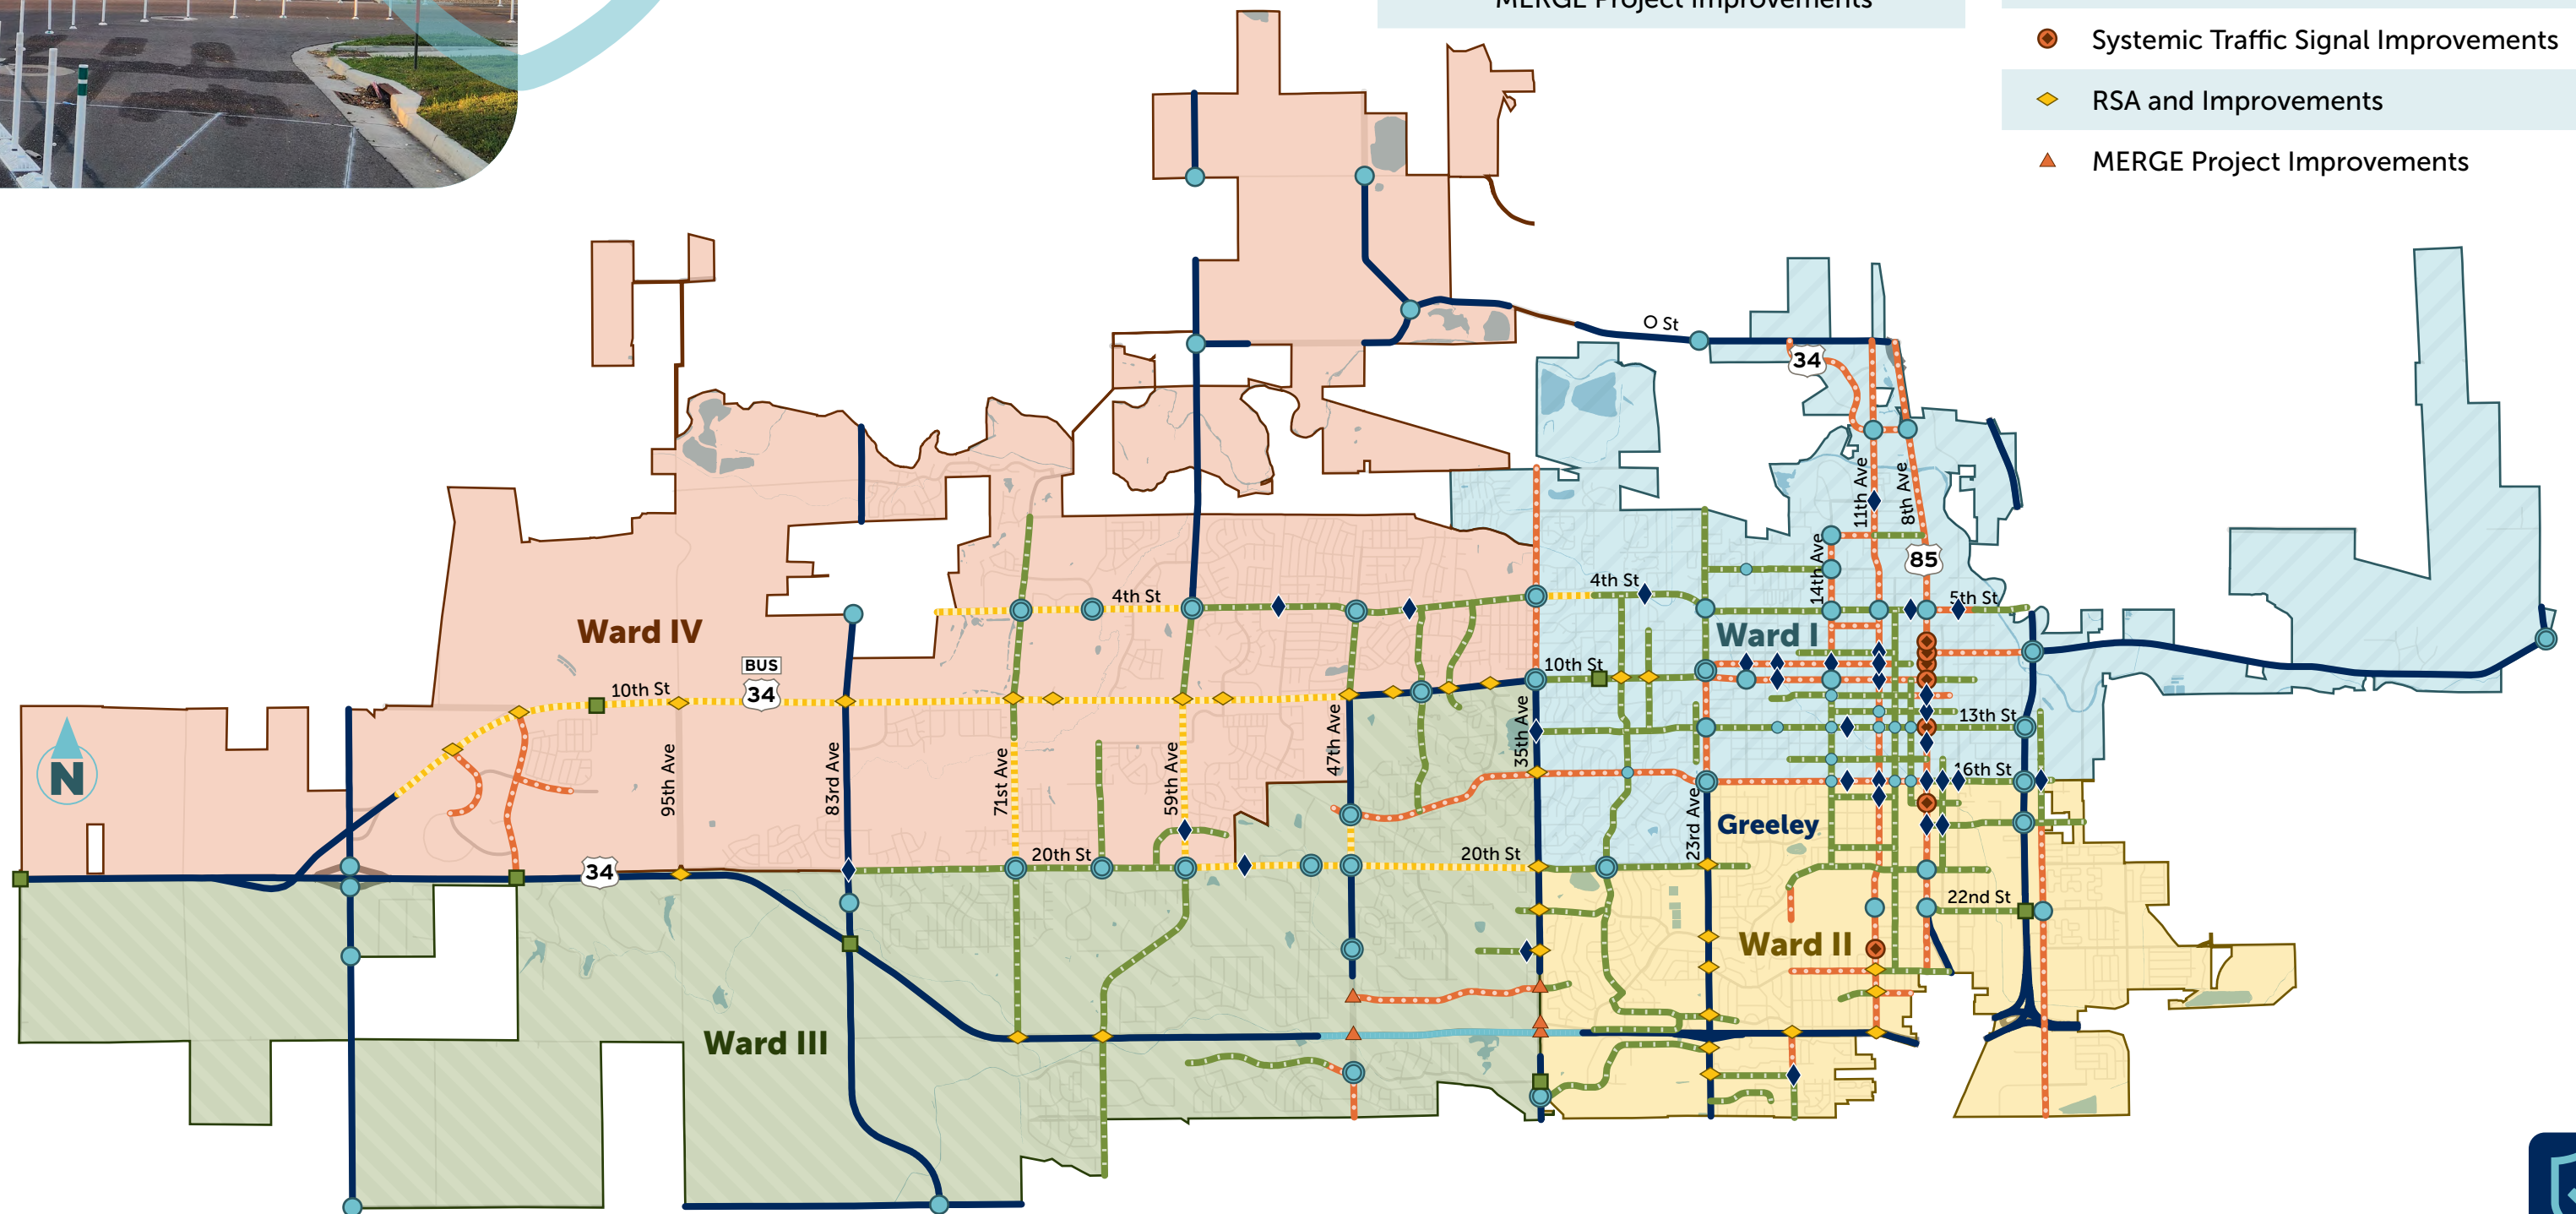 MERGE Project Improvements
Systemic Traffic Signal Improvements
RSA and Improvements
MERGE Project Improvements
O St
34
11th Ave
8th Ave
85
14th Ave
4th St
4th St
5th St
Ward IV
Ward I
BUS
34
10th St
10th St
13th St
N
95th Ave
83rd Ave
71st Ave
59th Ave
47th Ave
35th Ave
23rd Ave
16th St
Greeley
34
20th St
20th St
22nd St
Ward II
Ward III